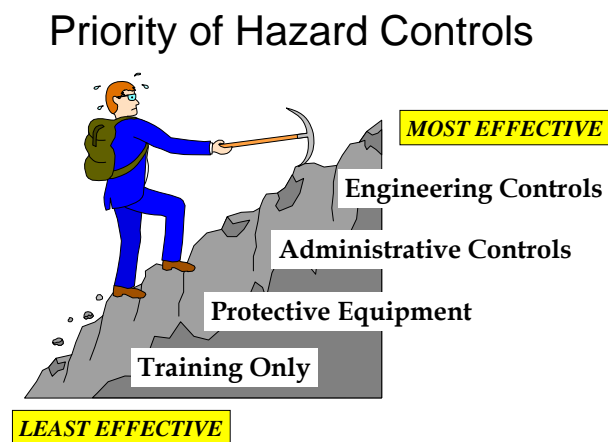 Priority of Hazard Controls
MOST EFFECTIVE
Engineering Controls
Administrative Controls
Protective Equipment
Training Only
LEAST EFFECTIVE